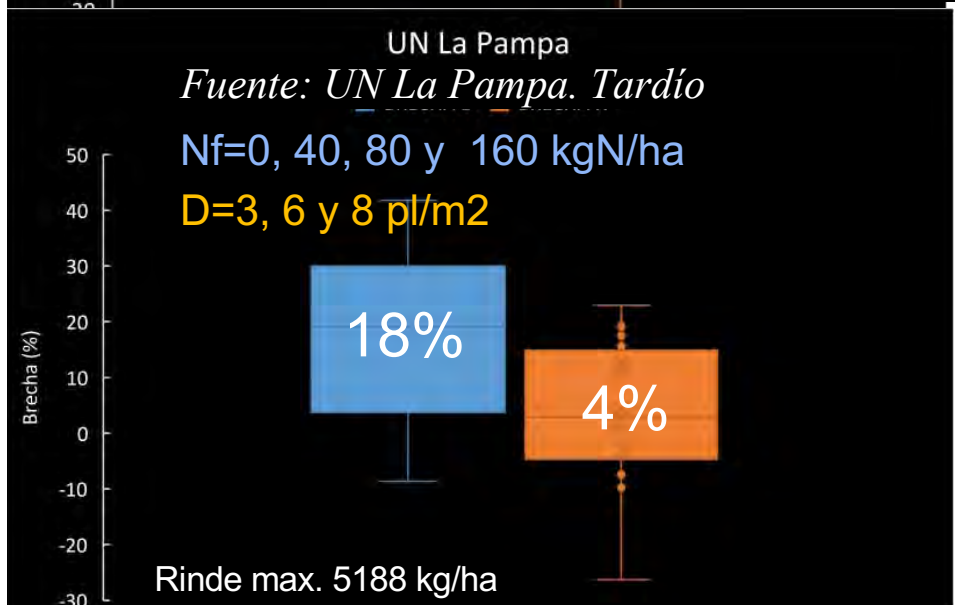 UN La Pampa
Fuente: UN La Pampa. Tardío
Nf=0, 40, 80 y 160 kgN/ha
D=3, 6 y 8 pl/m2
50
40
30
20
10
0
-10
-20
-30
Brecha (%)
18%
4%
Rinde max. 5188 kg/ha